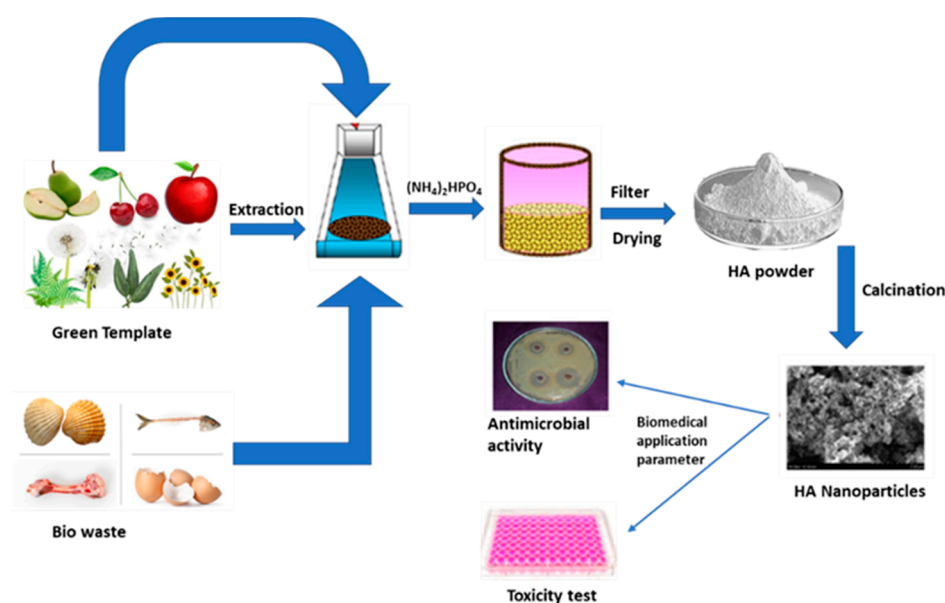 Extraction
(NH₄)₂HPO₄
Filter
Drying
Green Template
HA powder
Calcination
Bio waste
Antimicrobial
activity
Biomedical
application
parameter
HA Nanoparticles
Toxicity test